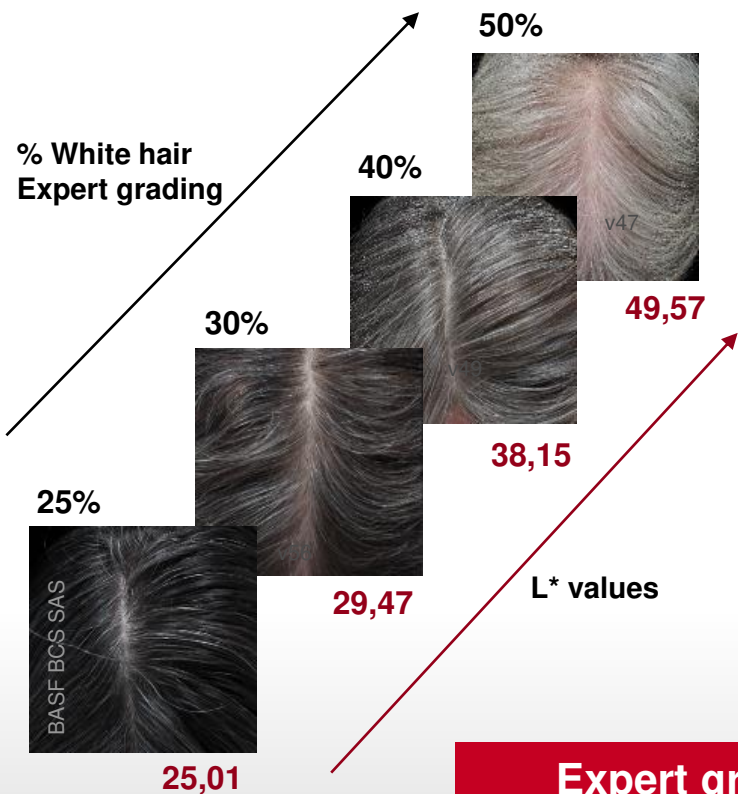 50%
% White hair
Expert grading
40%
v47
49,57
30%
38,15
25%
29,47
L* values
BASF BCS SAS
25,01
Expert gr